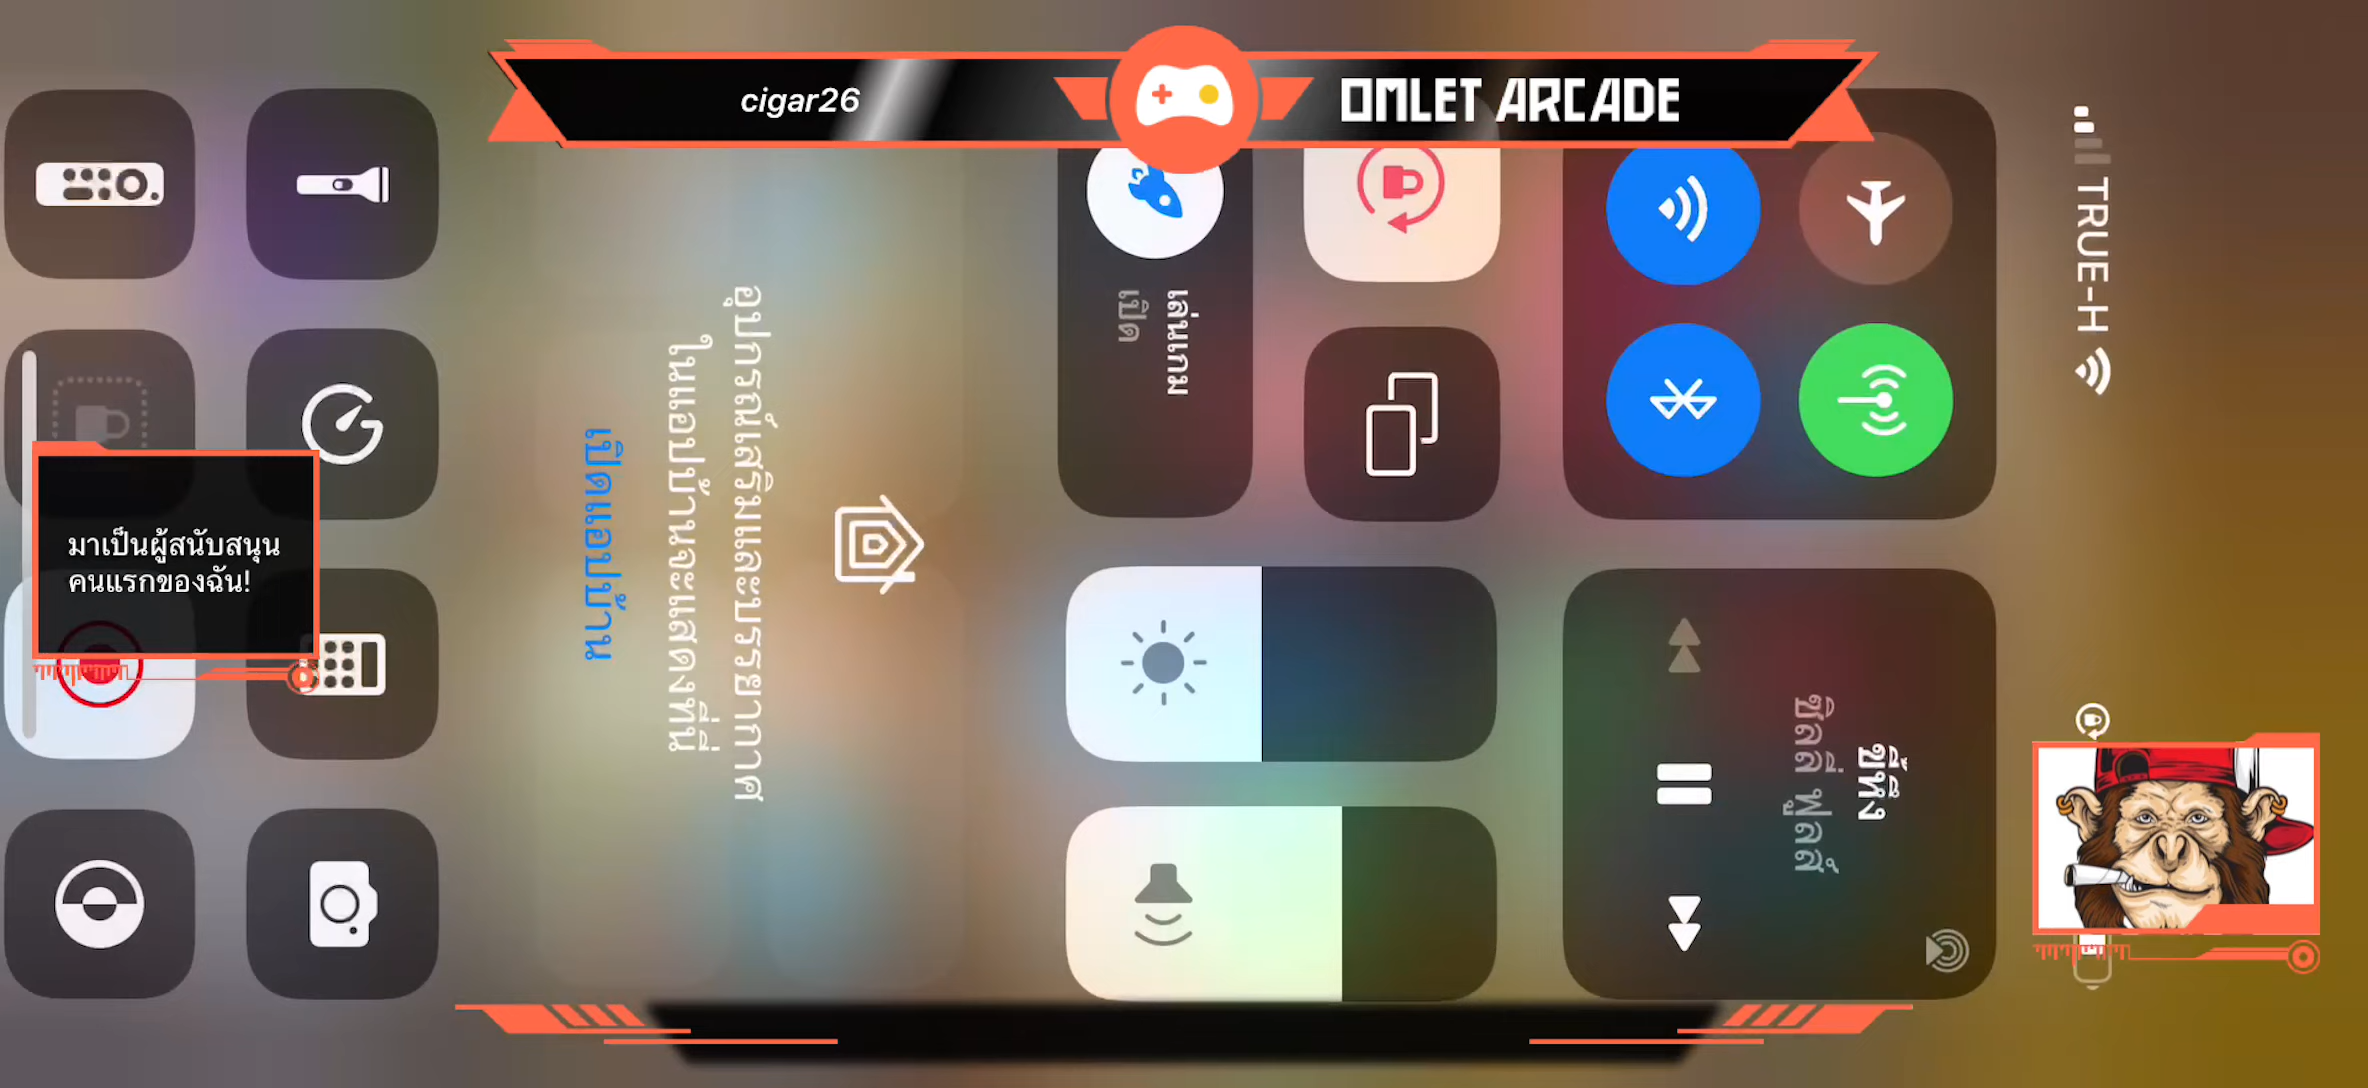 cigar26
OMLET ARCADE
TRUE-H
เล่นเกม
เปิด
ขี้หึง
ซิลลี่ ฟูลส์
อุปกรณ์เสริมและบรรยากาศ
ในแอปบ้านจะแสดงที่นี่
เปิดแอปบ้าน
มาเป็นผู้สนับสนุน
คนแรกของฉัน!